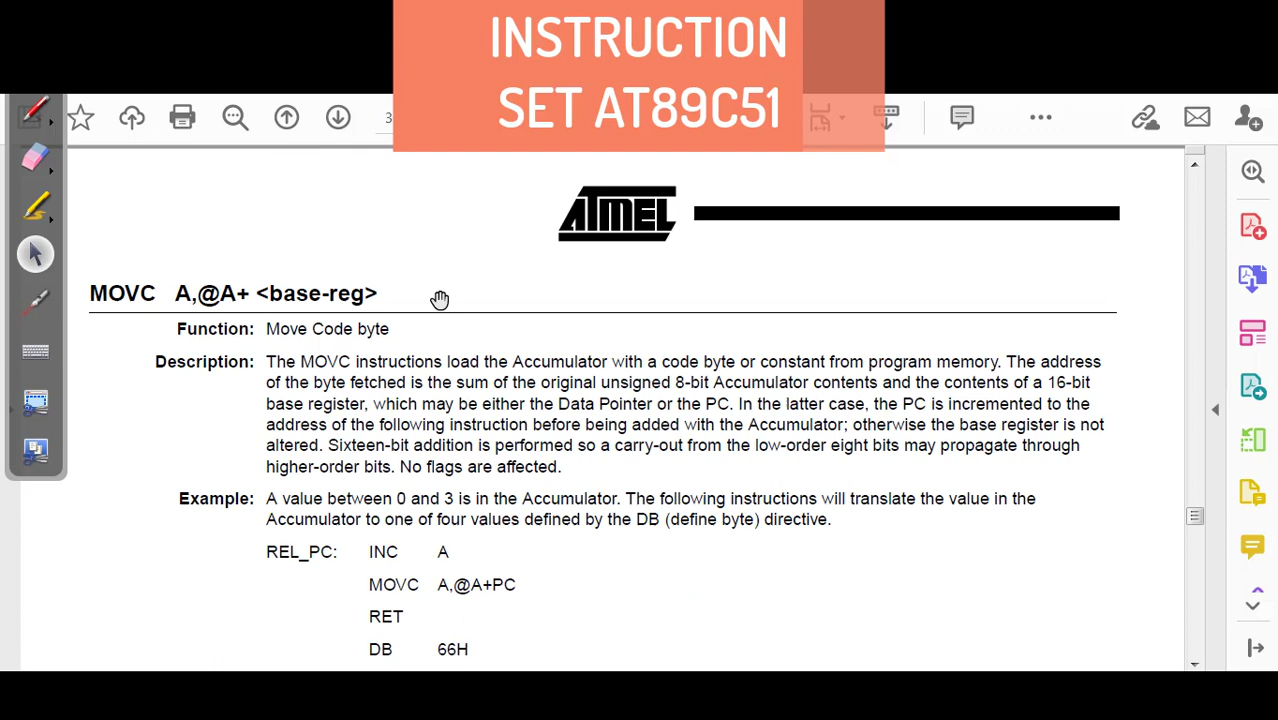 INSTRUCTION
SET AT89C51
3
ATMEL
MOVC A,@A+ <base-reg>
Function: Move Code byte
Description: The MOVC instructions load the Accumulator with a code byte or constant from program memory. The address
of the byte fetched is the sum of the original unsigned 8-bit Accumulator contents and the contents of a 16-bit
base register, which may be either the Data Pointer or the PC. In the latter case, the PC is incremented to the
address of the following instruction before being added with the Accumulator; otherwise the base register is not
altered. Sixteen-bit addition is performed so a carry-out from the low-order eight bits may propagate through
higher-order bits. No flags are affected.
Example: A value between 0 and 3 is in the Accumulator. The following instructions will translate the value in the
Accumulator to one of four values defined by the DB (define byte) directive.
REL_PC: INC A
MOVC A,@A+PC
RET
DB 66H